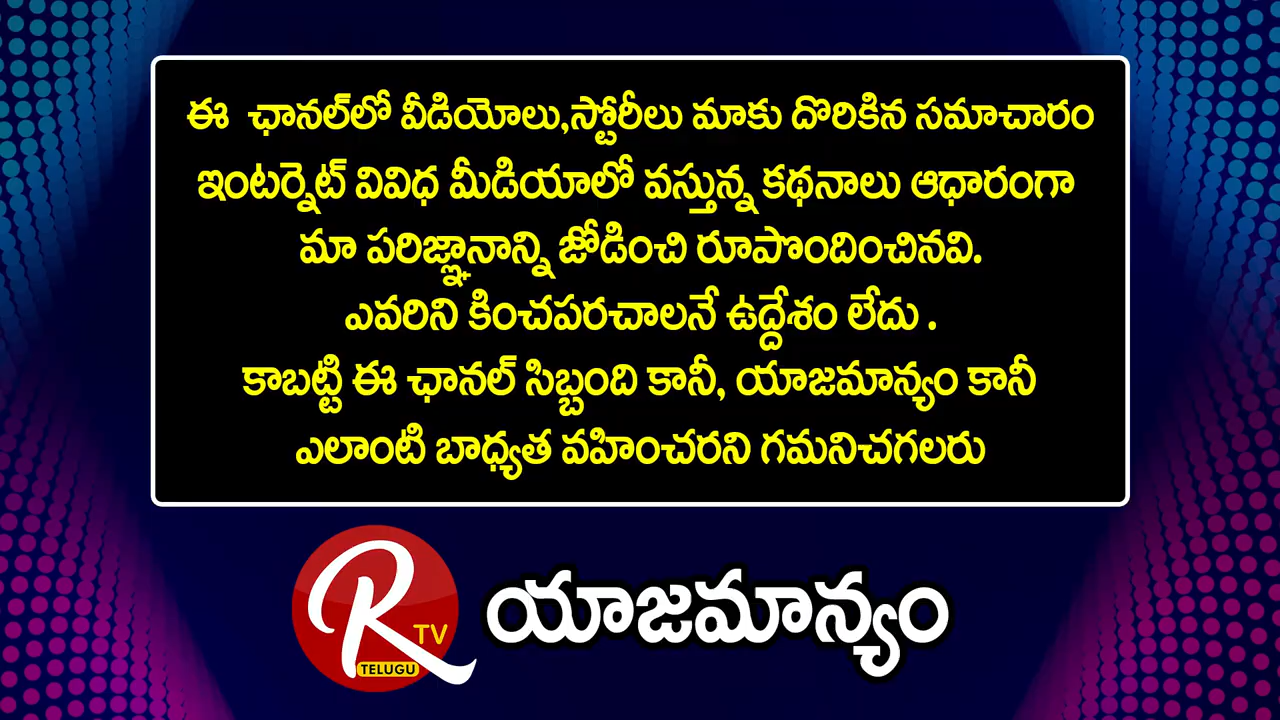 ఈ ఛానల్‌లో వీడియోలు,స్టోరీలు మాకు దొరికిన సమాచారం
ఇంటర్నెట్ వివిధ మీడియాలో వస్తున్న కథనాలు ఆధారంగా
మా పరిజ్ఞానాన్ని జోడించి రూపొందించినవి.
ఎవరిని కించపరచాలనే ఉద్దేశం లేదు .
కాబట్టి ఈ ఛానల్ సిబ్బంది కానీ, యాజమాన్యం కానీ
ఎలాంటి బాధ్యత వహించరని గమనిచగలరు
R TV
TELUGU
యాజమాన్యం